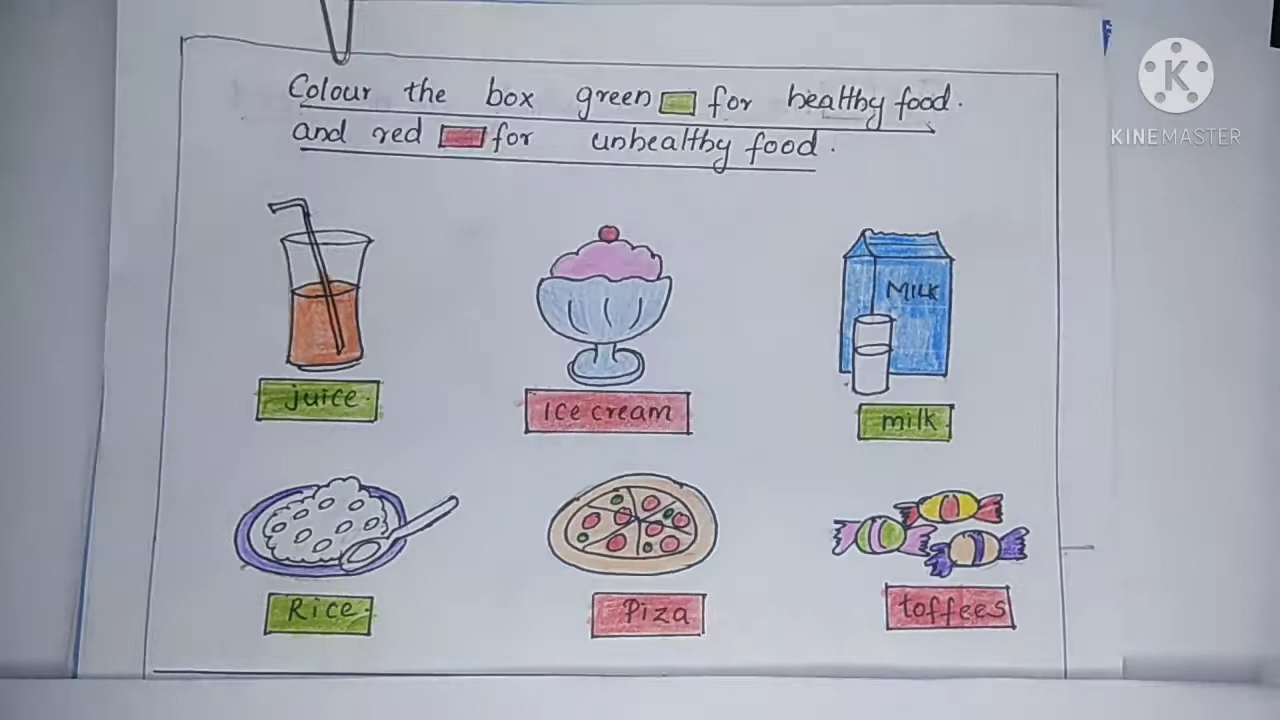 Colour the box green for healthy food.
and red for unhealthy food.
K
KINEMASTER
MILK
juice
Ice cream
milk
Rice
Piza
toffees